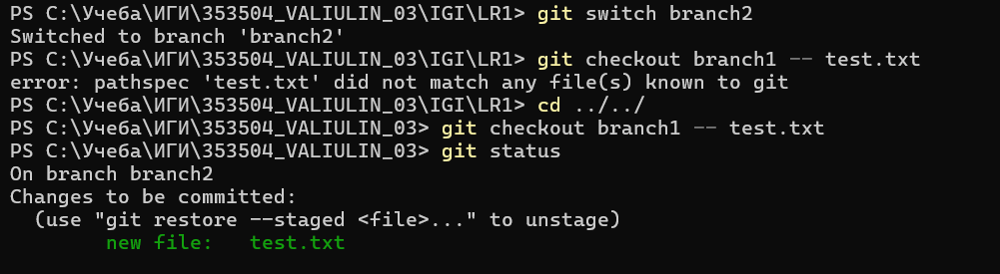 PS C:\Учеба\ИГИ\353504_VALIULIN_03\IGI\LR1> git switch branch2
Switched to branch 'branch2'
PS C:\Учеба\ИГИ\353504_VALIULIN_03\IGI\LR1> git checkout branch1 -- test.txt
error: pathspec 'test.txt' did not match any file(s) known to git
PS C:\Учеба\ИГИ\353504_VALIULIN_03\IGI\LR1> cd ../../
PS C:\Учеба\ИГИ\353504_VALIULIN_03> git checkout branch1 -- test.txt
PS C:\Учеба\ИГИ\353504_VALIULIN_03> git status
On branch branch2
Changes to be committed:
  (use "git restore --staged <file>..." to unstage)
        new file:   test.txt